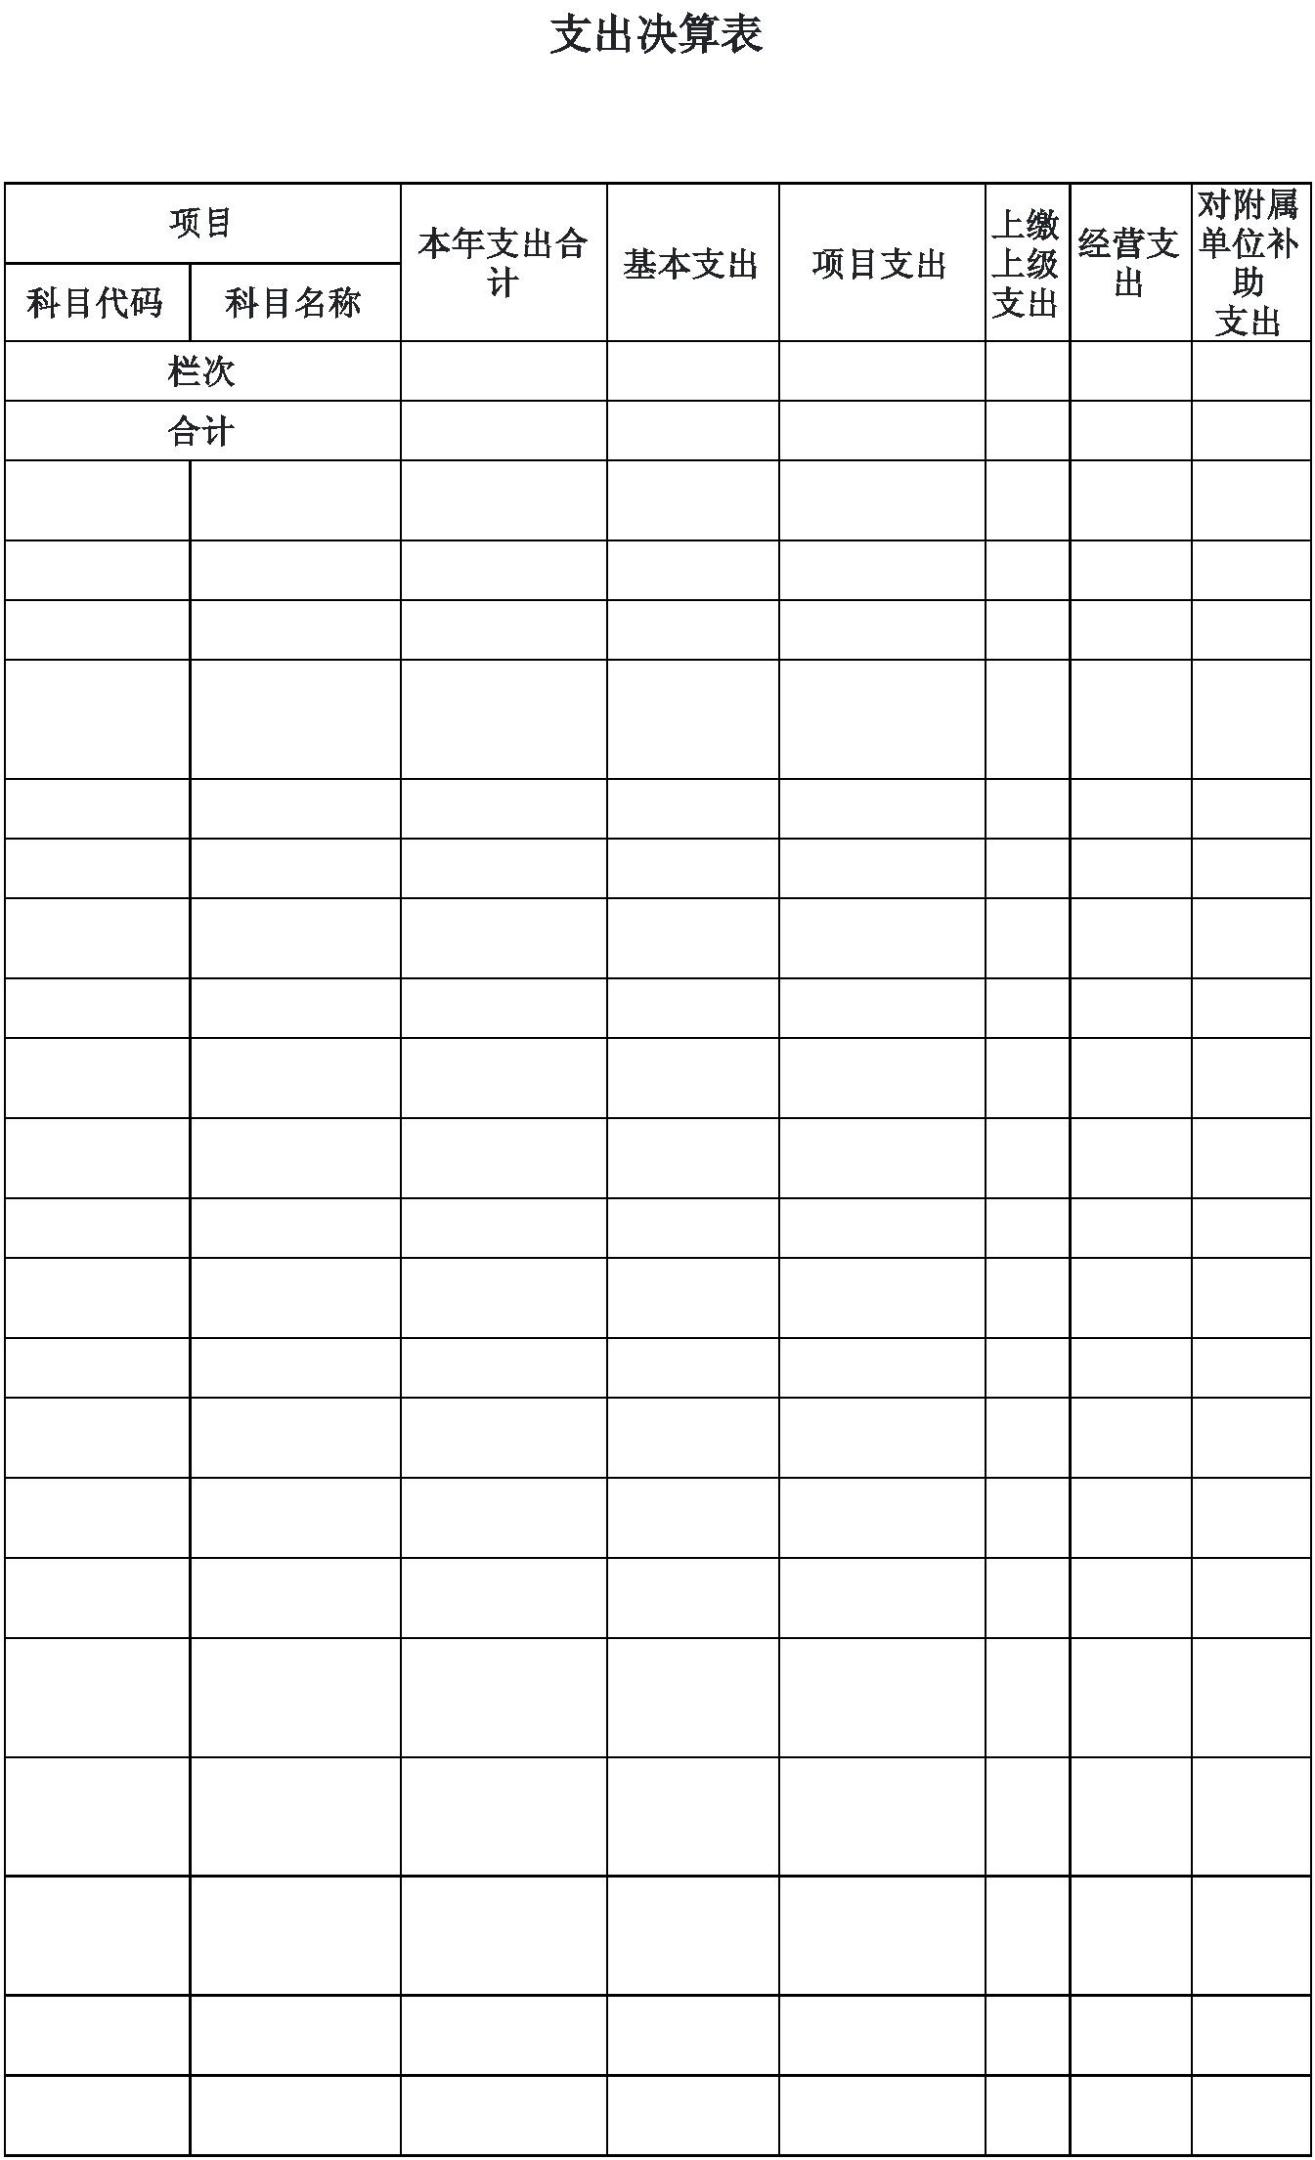 支出决算表
项目
科目代码
科目名称
本年支出合
计
基本支出
项目支出
上缴
上级
支出
经营支
出
对附属
单位补
助
支出
栏次
合计